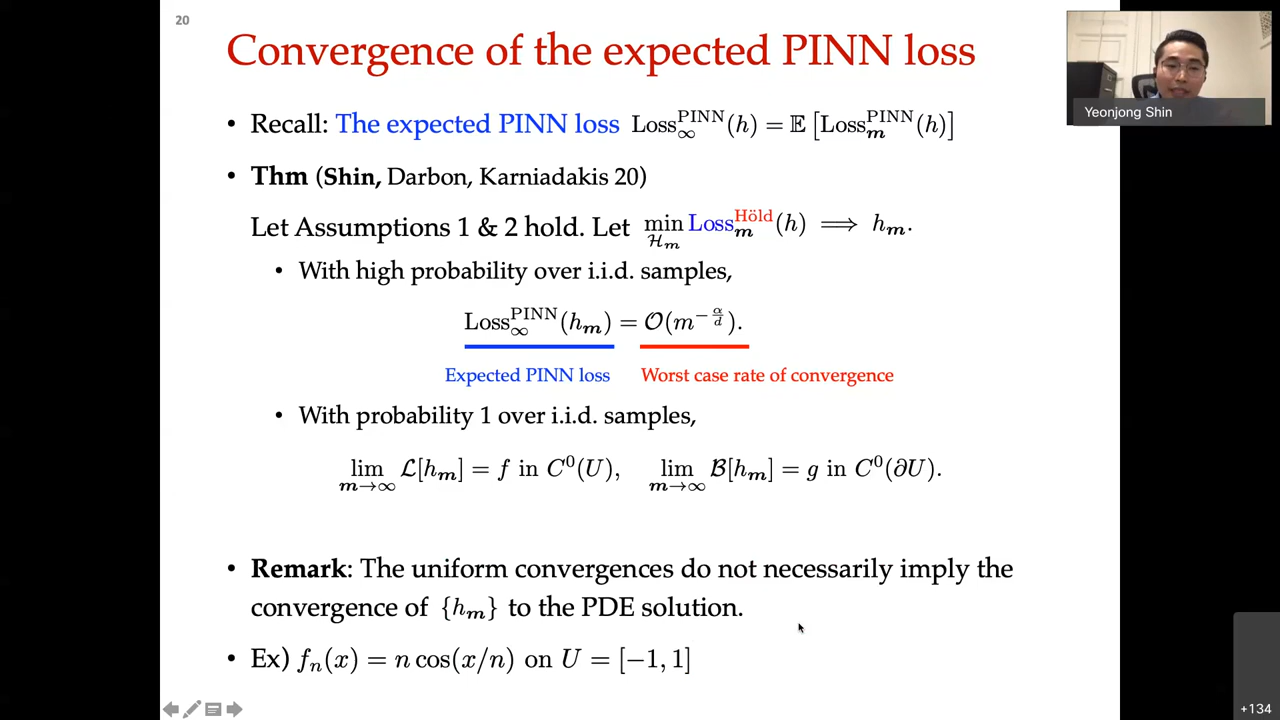 20
Convergence of the expected PINN loss
Yeonjong Shin
• Recall: The expected PINN loss Loss_∞^PINN(h) = 𝔼[Loss_𝒎^PINN(h)]
• Thm (Shin, Darbon, Karniadakis 20)
Let Assumptions 1 & 2 hold. Let min_{ℋ_𝒎} Loss_𝒎^Höld(h) ⟹ h_𝒎.
• With high probability over i.i.d. samples,
Loss_∞^PINN(h_𝒎) = 𝒪(m^{-α/d}).
Expected PINN loss Worst case rate of convergence
• With probability 1 over i.i.d. samples,
lim_{𝒎→∞} ℒ[h_𝒎] = f in C^0(U), lim_{𝒎→∞} ℬ[h_𝒎] = g in C^0(∂U).
• Remark: The uniform convergences do not necessarily imply the
convergence of {h_𝒎} to the PDE solution.
• Ex) f_n(x) = n cos(x/n) on U = [−1, 1]
+134